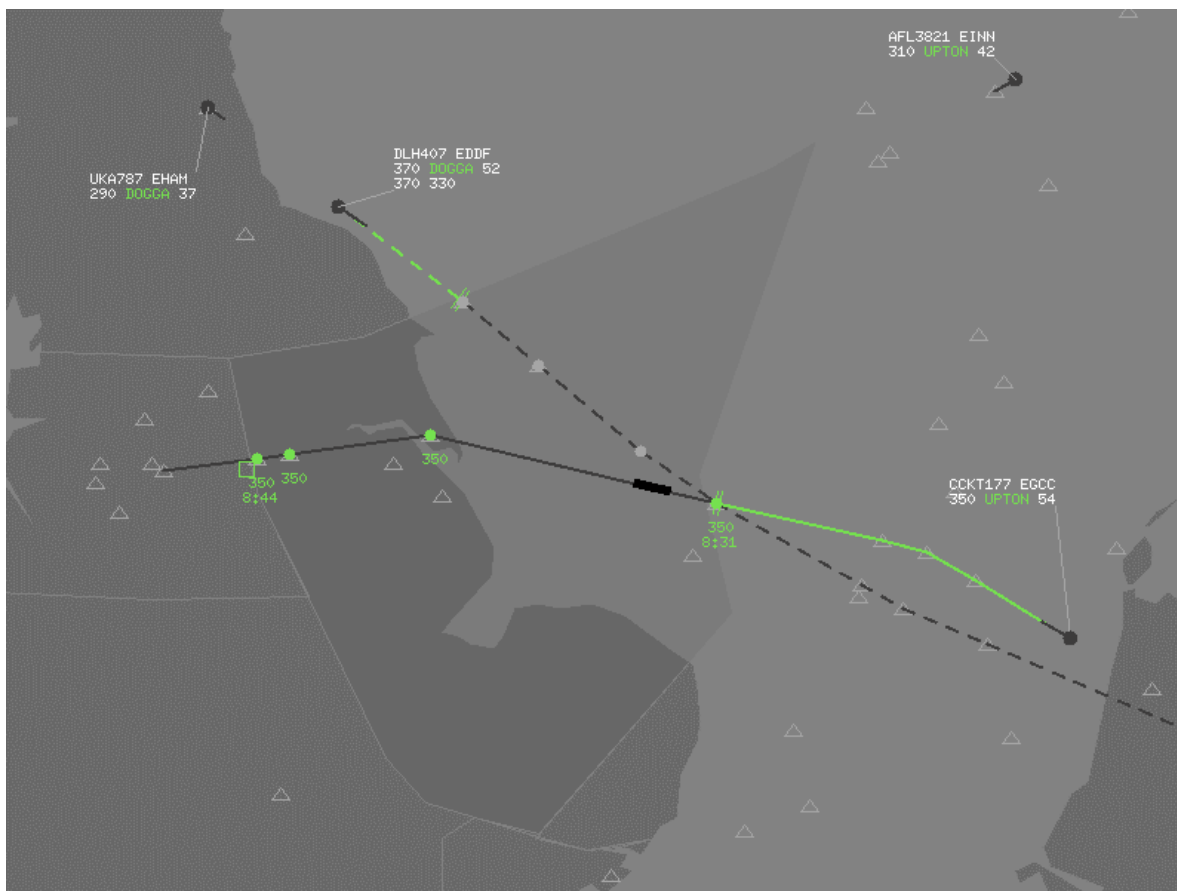 AFL3821 EINN
310 UPTON 42
DLH407 EDDF
370 DOGGA 52
370 330
UKA787 EHAM
290 DOGGA 37
350
350
350
8:44
CCKT177 EGCC
350 UPTON 54
350
8:31